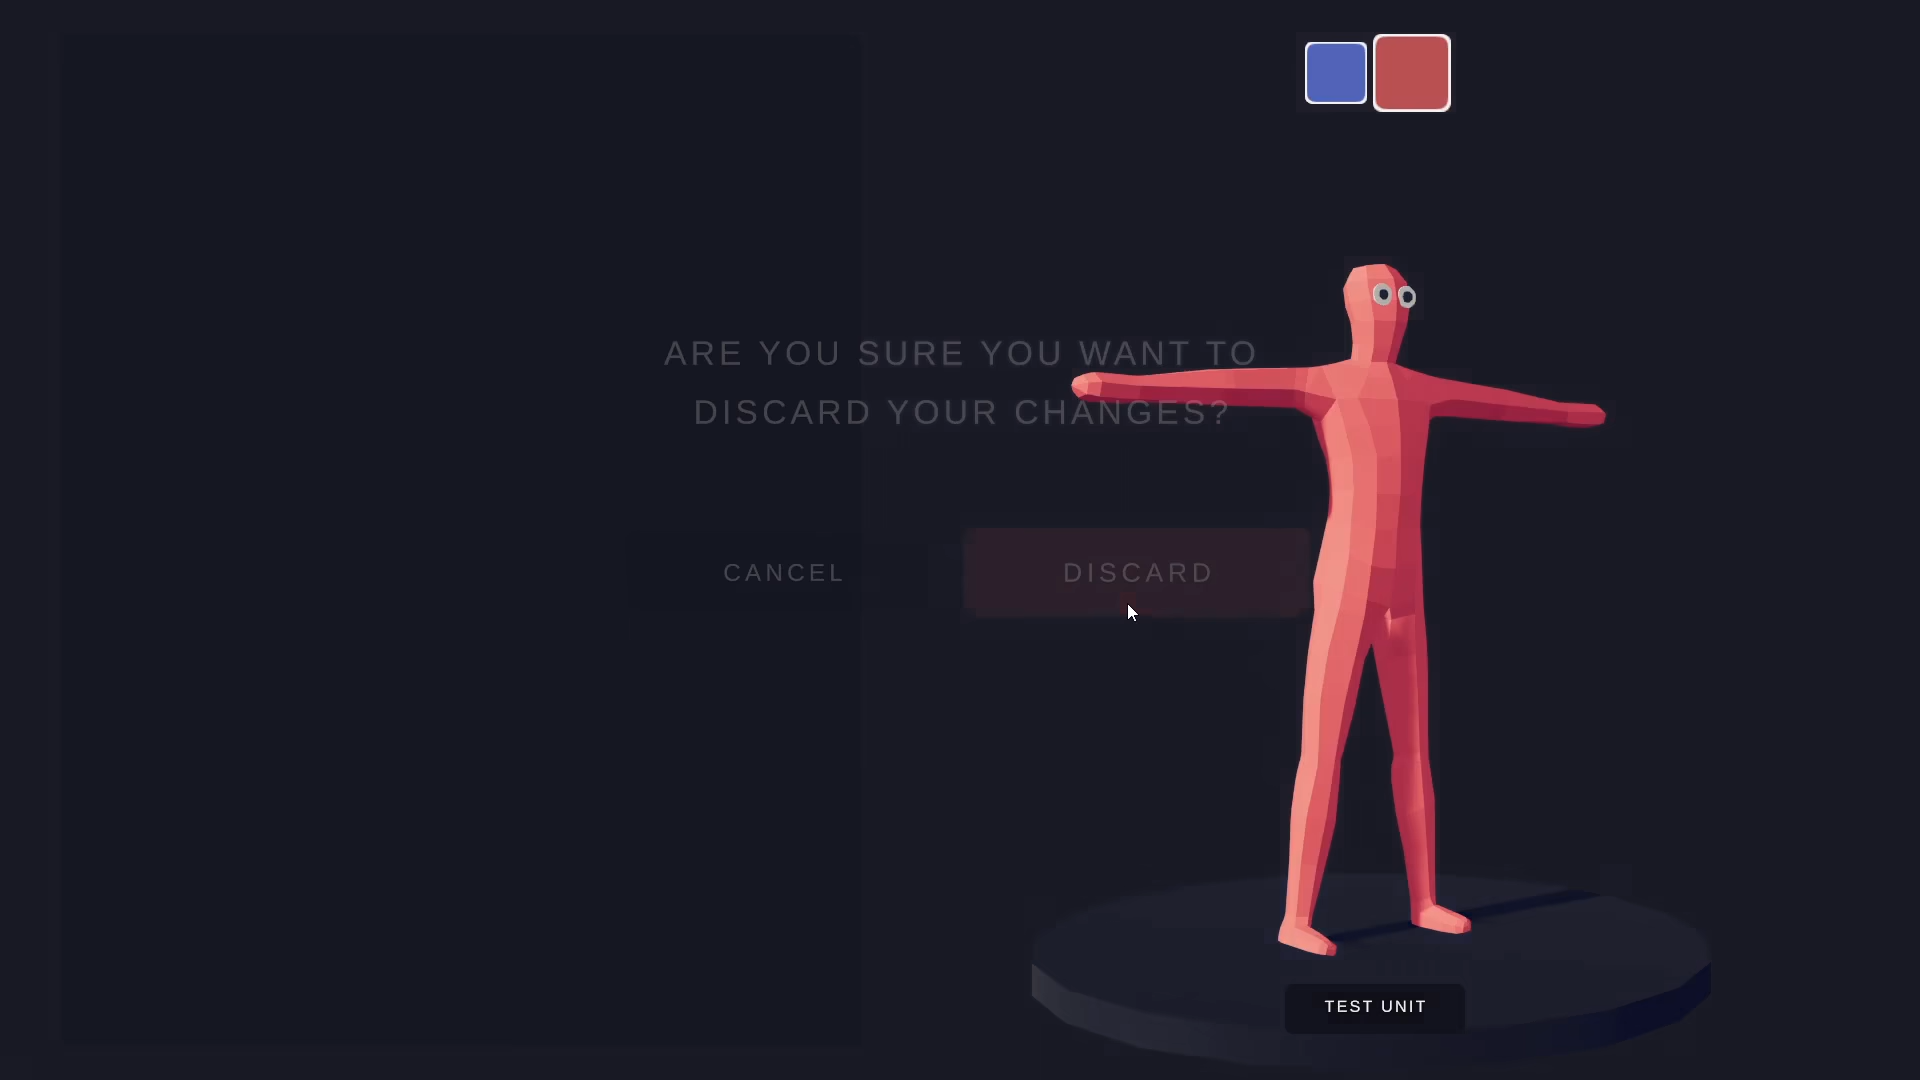 ARE YOU SURE YOU WANT TO
DISCARD YOUR CHANGES?
CANCEL
DISCARD
TEST UNIT